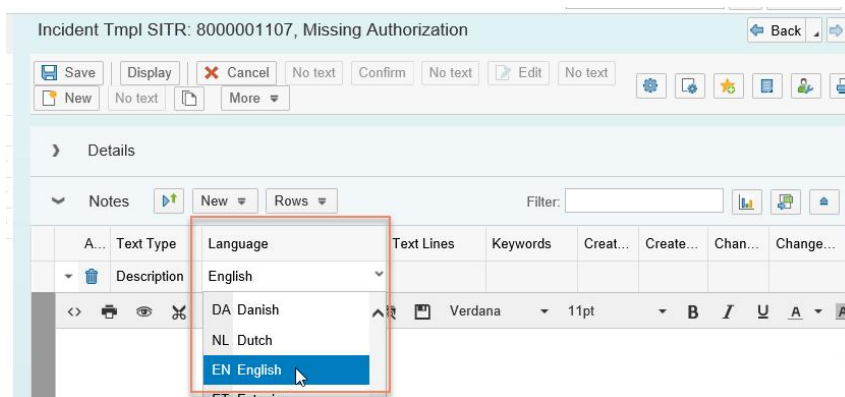 Incident Tmpl SITR: 8000001107, Missing Authorization
Back
Save Display Cancel No text Confirm No text Edit No text
New No text More
Details
Notes New Rows Filter:
A... Text Type Language Text Lines Keywords Creat... Create... Chan... Change...
Description English
Verdana 11pt B I U A A
DA Danish
NL Dutch
EN English